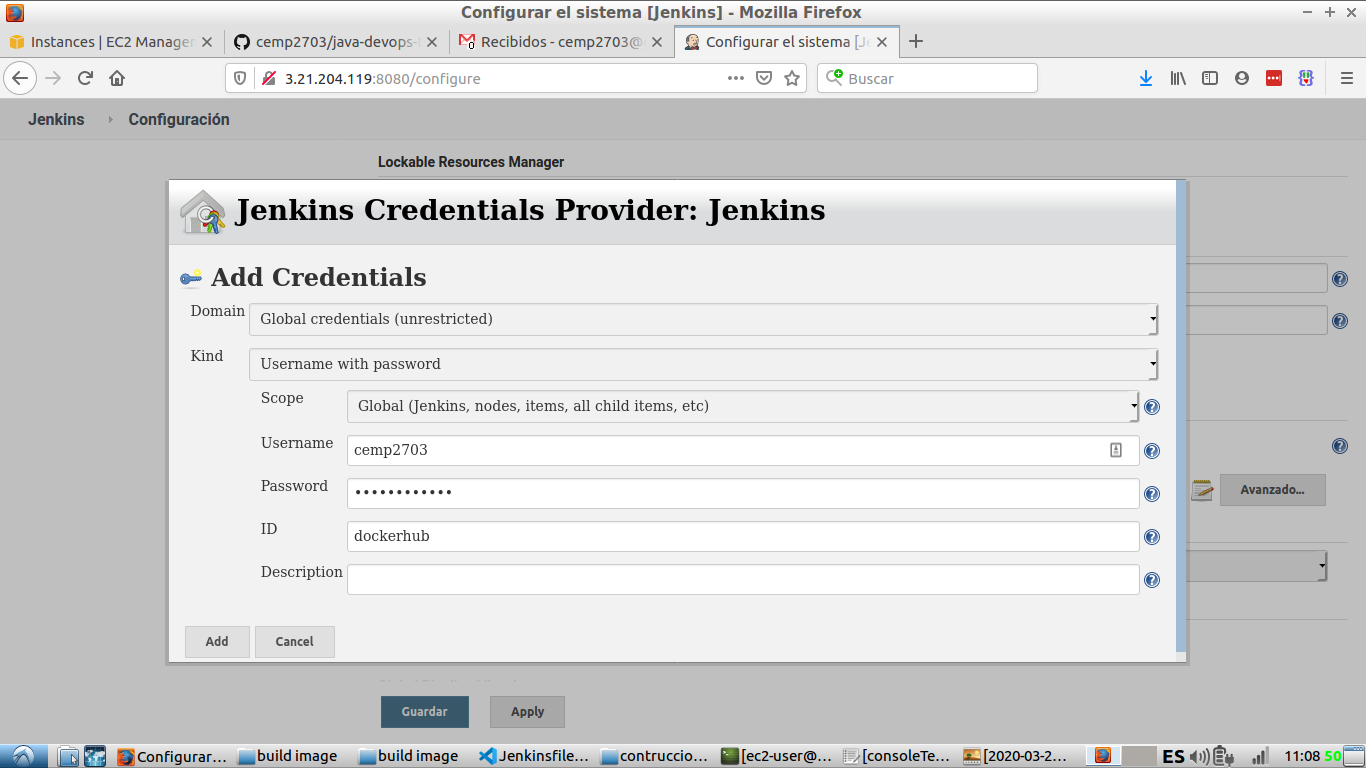 Configurar el sistema [Jenkins] - Mozilla Firefox
Instances | EC2 Manager
cemp2703/java-devops-
Recibidos - cemp2703@
Configurar el sistema [Je
3.21.204.119:8080/configure
Buscar
Jenkins
Configuración
Lockable Resources Manager
Jenkins Credentials Provider: Jenkins
Add Credentials
Domain
Global credentials (unrestricted)
Kind
Username with password
Scope
Global (Jenkins, nodes, items, all child items, etc)
Username
cemp2703
Password
••••••••••••
ID
dockerhub
Description
Avanzado...
Add
Cancel
Guardar
Apply
Configurar...
build image
build image
Jenkinsfile...
contruccio...
[ec2-user@...
[consoleTe...
[2020-03-2...
ES
11:08
50